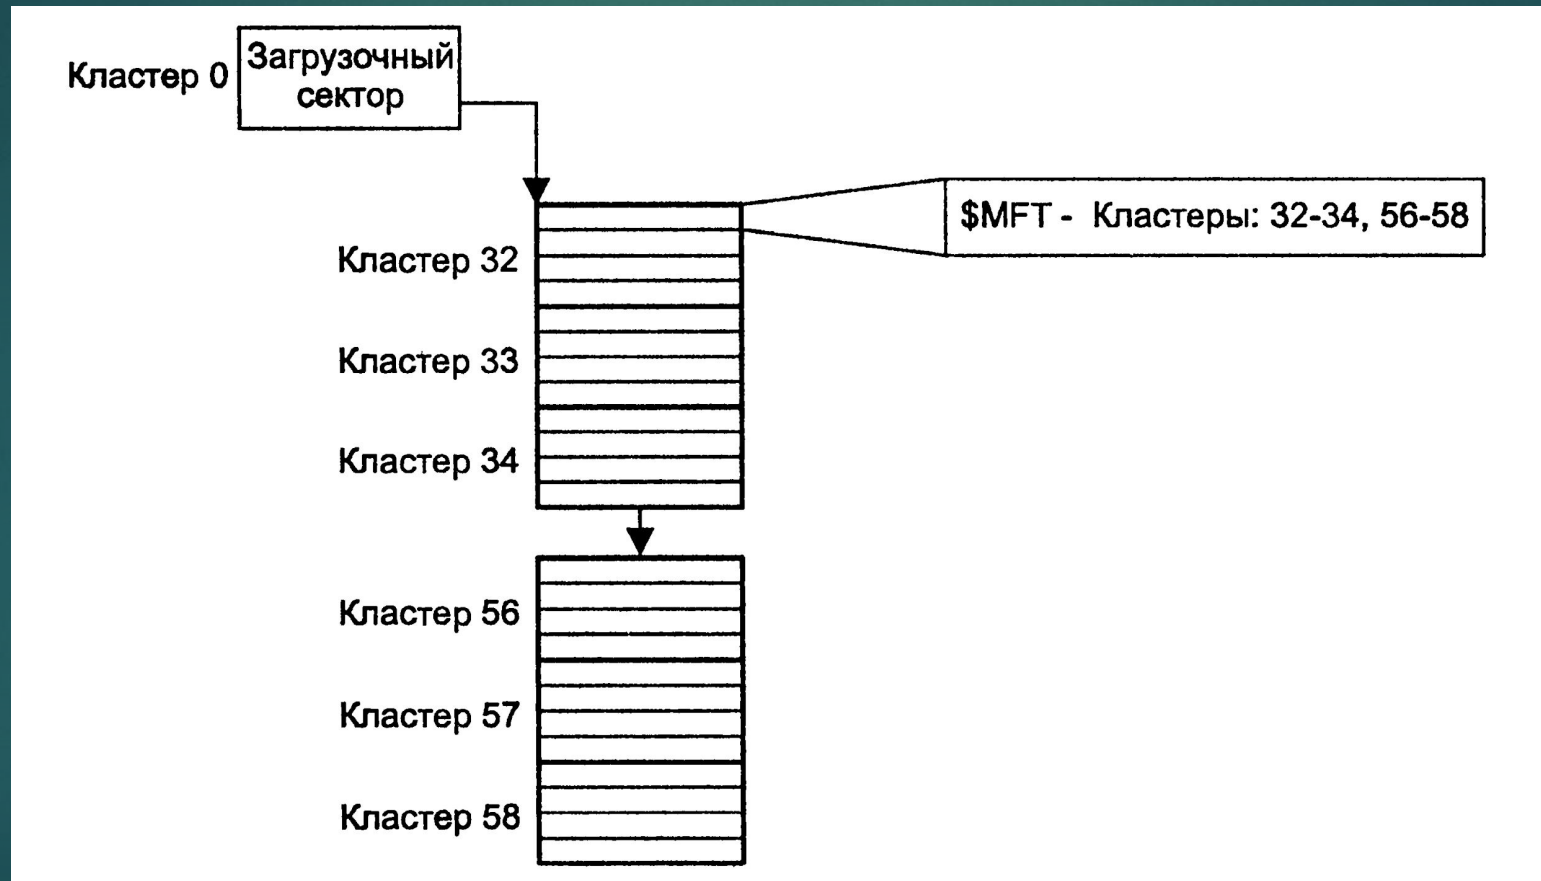 Кластер 0
Загрузочный
сектор
$MFT - Кластеры: 32-34, 56-58
Кластер 32
Кластер 33
Кластер 34
Кластер 56
Кластер 57
Кластер 58